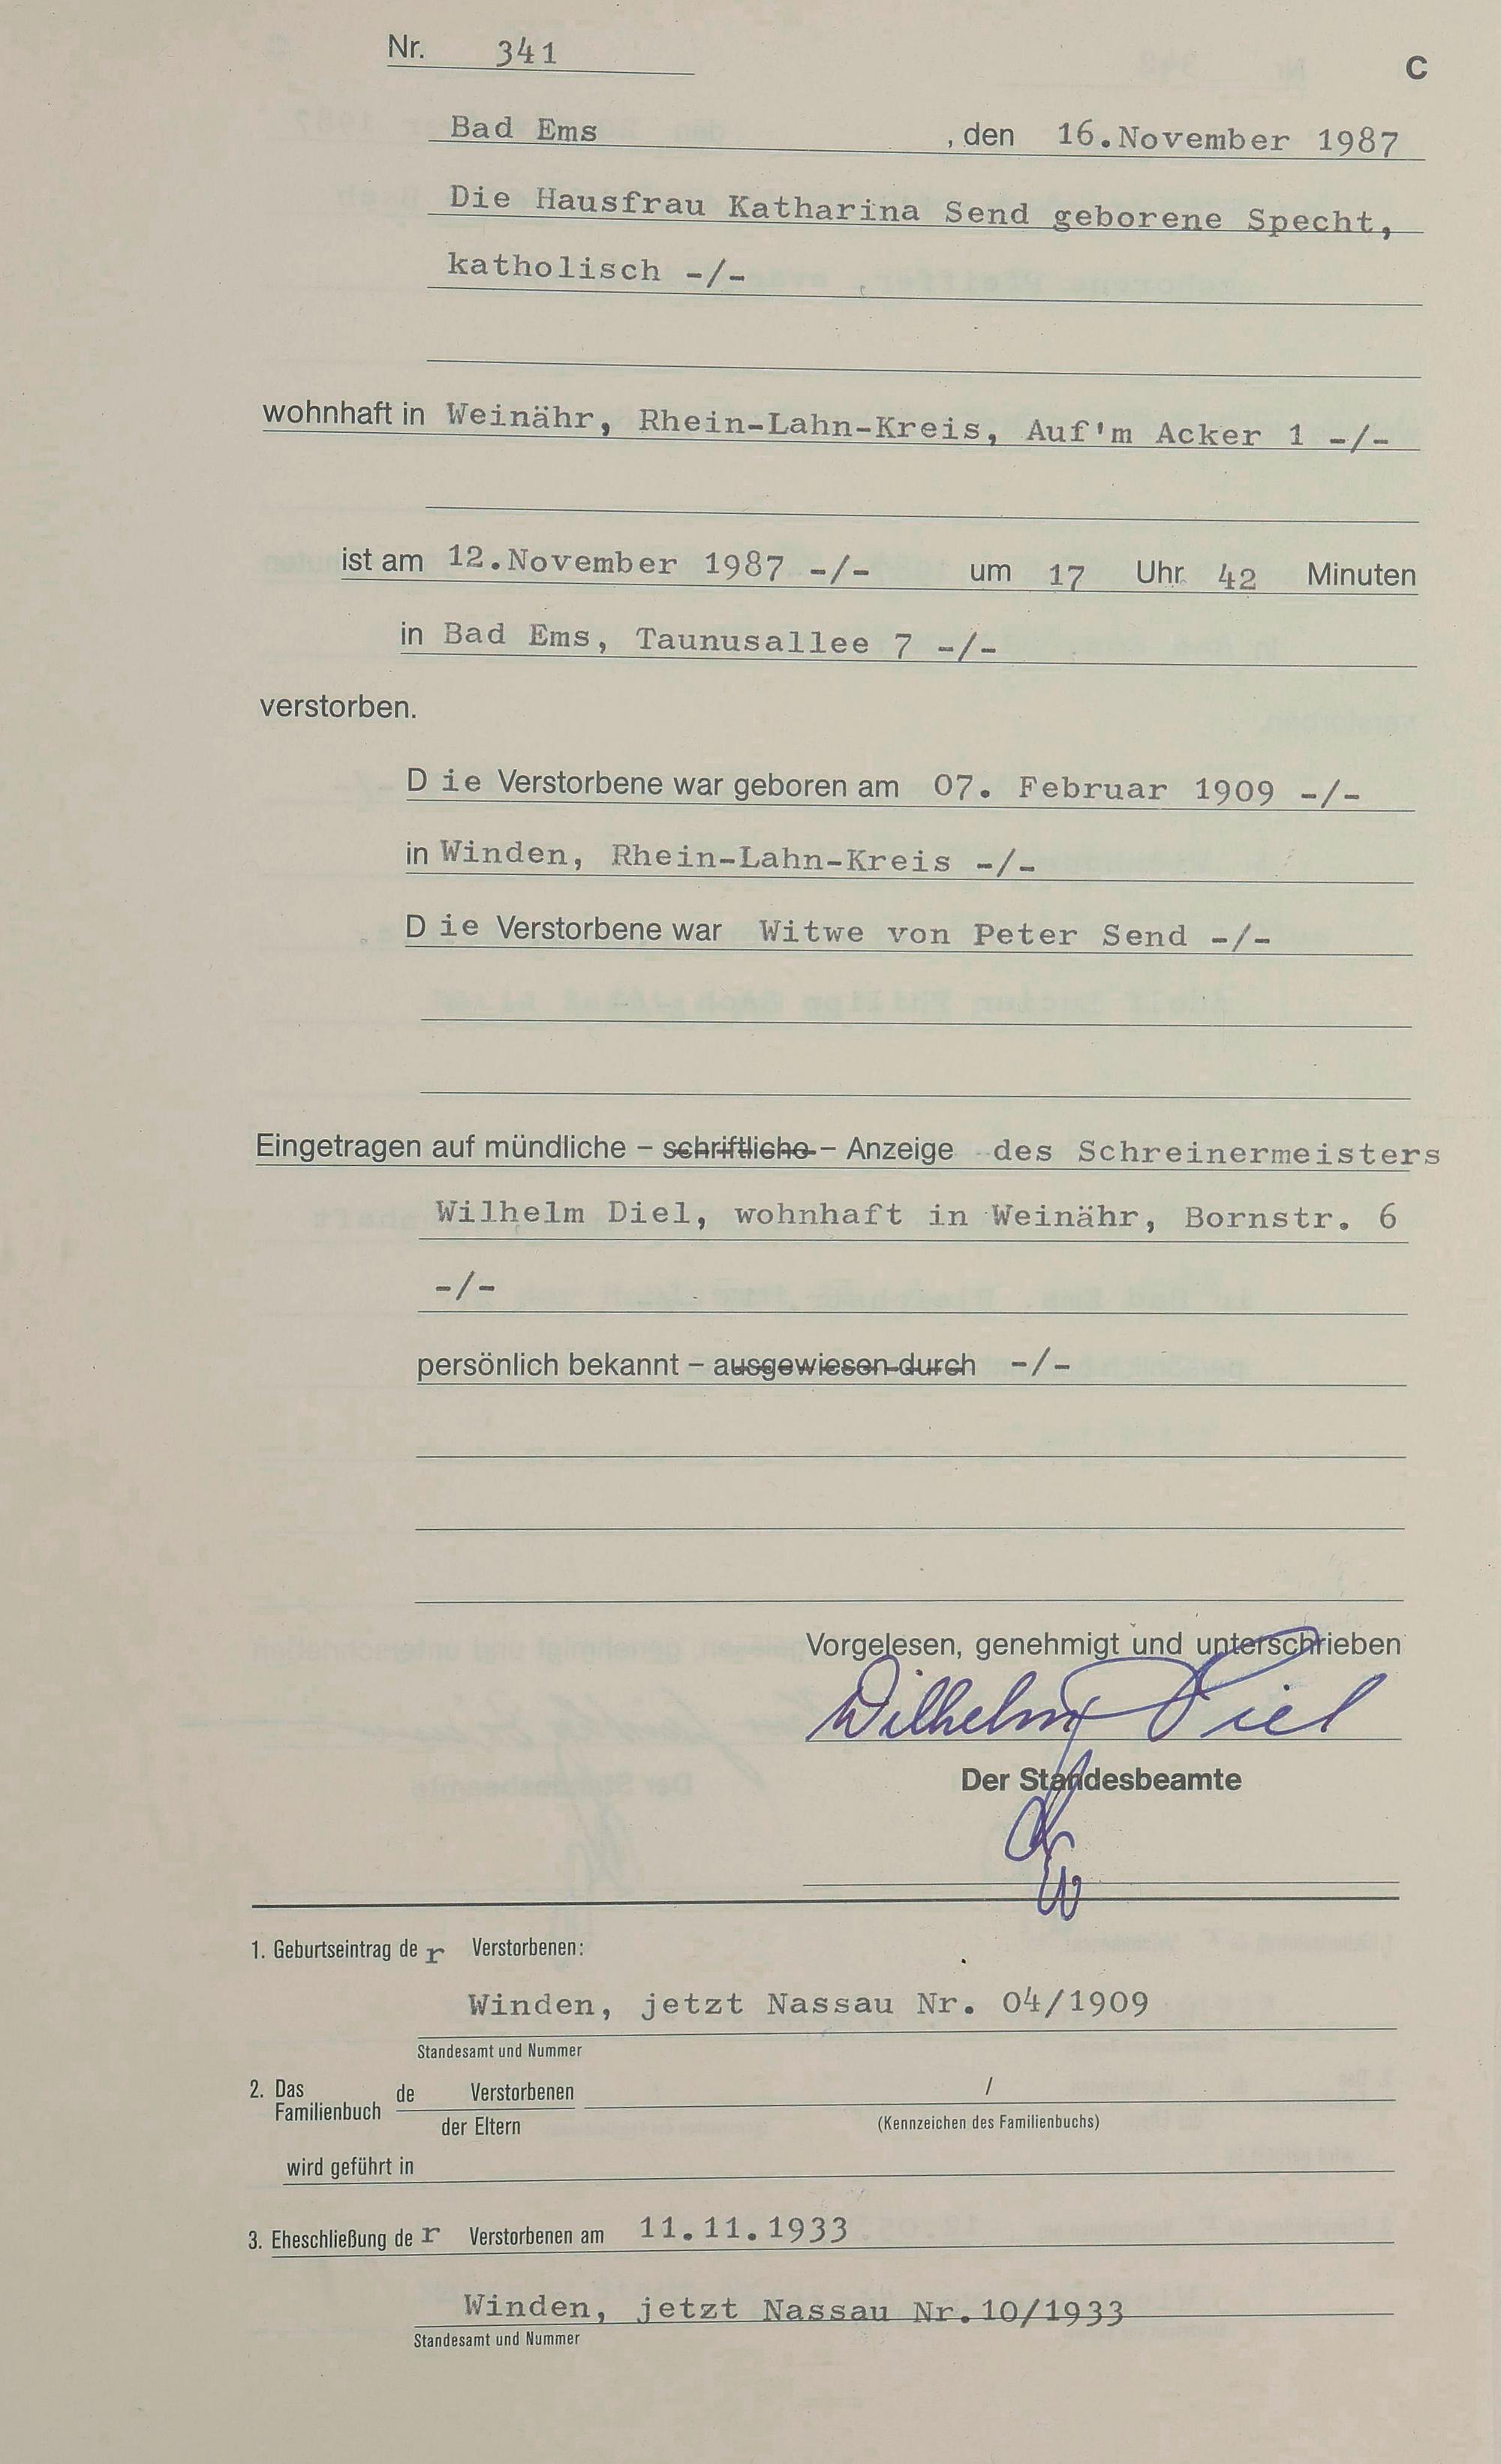 Nr. 341
C
Bad Ems , den 16.November 1987
Die Hausfrau Katharina Send geborene Specht,
katholisch -/-
wohnhaft in Weinähr, Rhein-Lahn-Kreis, Auf'm Acker 1 -/-
ist am 12.November 1987 -/- um 17 Uhr 42 Minuten
in Bad Ems, Taunusallee 7 -/-
verstorben.
D ie Verstorbene war geboren am 07. Februar 1909 -/-
in Winden, Rhein-Lahn-Kreis -/-
D ie Verstorbene war Witwe von Peter Send -/-
Eingetragen auf mündliche – schriftliche – Anzeige des Schreinermeisters
Wilhelm Diel, wohnhaft in Weinähr, Bornstr. 6
-/-
persönlich bekannt – ausgewiesen durch -/-
Vorgelesen, genehmigt und unterschrieben
Wilhelm Diel
Der Standesbeamte
1. Geburtseintrag de r Verstorbenen:
Winden, jetzt Nassau Nr. 04/1909
Standesamt und Nummer
2. Das Familienbuch de Verstorbenen /
der Eltern (Kennzeichen des Familienbuchs)
wird geführt in
3. Eheschließung de r Verstorbenen am 11.11.1933
Winden, jetzt Nassau Nr.10/1933
Standesamt und Nummer